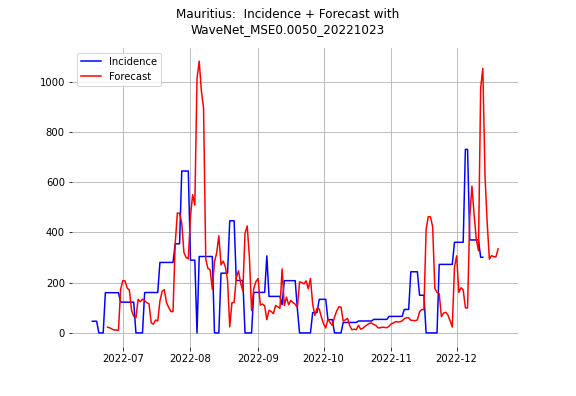 Mauritius:  Incidence + Forecast with
WaveNet_MSE0.0050_20221023
Incidence
Forecast
1000
800
600
400
200
0
2022-07 2022-08 2022-09 2022-10 2022-11 2022-12